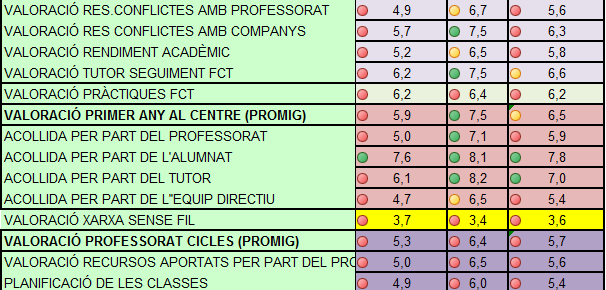 VALORACIÓ RES.CONFLICTES AMB PROFESSORAT 4,9 6,7 5,6
VALORACIÓ RES.CONFLICTES AMB COMPANYS 5,7 7,5 6,3
VALORACIÓ RENDIMENT ACADÈMIC 5,2 6,5 5,8
VALORACIÓ TUTOR SEGUIMENT FCT 6,2 7,5 6,6
VALORACIÓ PRÀCTIQUES FCT 6,2 6,4 6,2
VALORACIÓ PRIMER ANY AL CENTRE (PROMIG) 5,9 7,5 6,5
ACOLLIDA PER PART DEL PROFESSORAT 5,0 7,1 5,9
ACOLLIDA PER PART DE L'ALUMNAT 7,6 8,1 7,8
ACOLLIDA PER PART DEL TUTOR 6,1 8,2 7,0
ACOLLIDA PER PART DE L"EQUIP DIRECTIU 4,7 6,5 5,4
VALORACIÓ XARXA SENSE FIL 3,7 3,4 3,6
VALORACIÓ PROFESSORAT CICLES (PROMIG) 5,3 6,4 5,7
VALORACIÓ RECURSOS APORTATS PER PART DEL PRO 5,0 6,5 5,6
PLANIFICACIÓ DE LES CLASSES 4,9 6,0 5,4